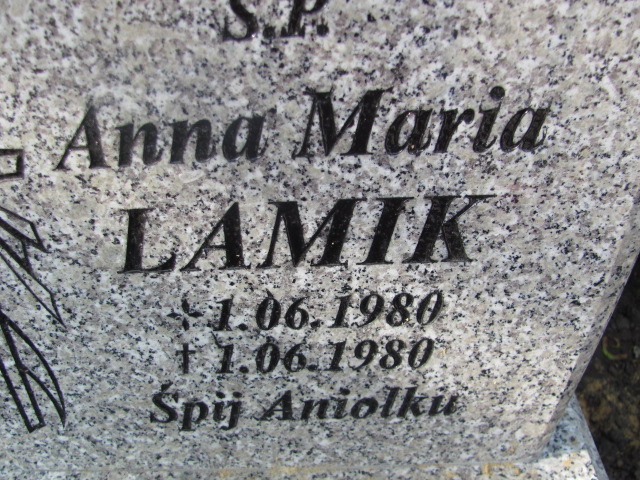 Ś.P.
Anna Maria
LAMIK
1.06.1980
† 1.06.1980
Śpij Aniołku